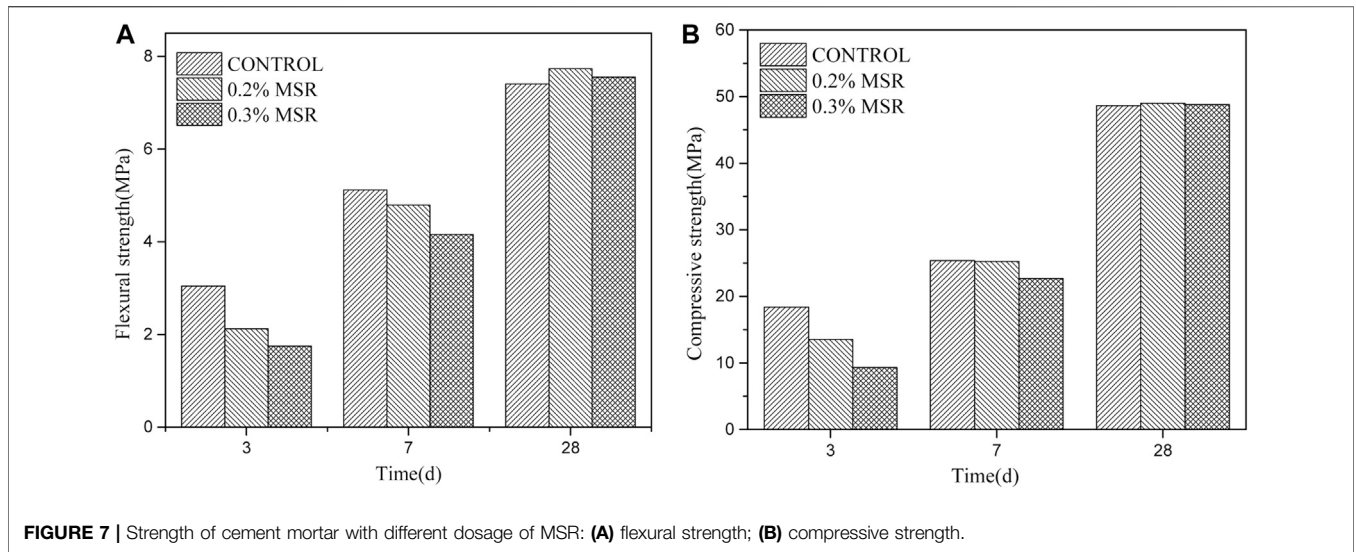 A
8
6
4
2
0
Flexural strength(MPa)
CONTROL
0.2% MSR
0.3% MSR
3
7
28
Time(d)
B
60
50
40
30
20
10
0
Compressive strength(MPa)
CONTROL
0.2% MSR
0.3% MSR
3
7
28
Time(d)
FIGURE 7 | Strength of cement mortar with different dosage of MSR: (A) flexural strength; (B) compressive strength.